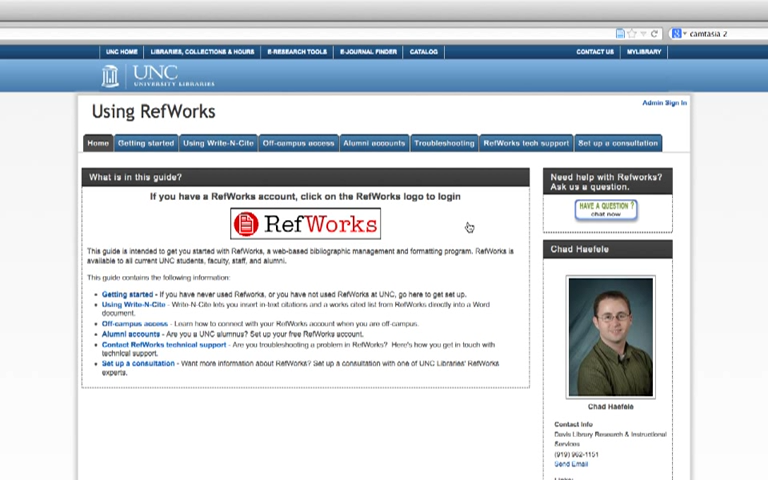 camtasia 2
UNC HOME
LIBRARIES, COLLECTIONS & HOURS
E-RESEARCH TOOLS
E-JOURNAL FINDER
CATALOG
CONTACT US
MYLIBRARY
UNC
UNIVERSITY LIBRARIES
Using RefWorks
Admin Sign In
Home
Getting started
Using Write-N-Cite
Off-campus access
Alumni accounts
Troubleshooting
RefWorks tech support
Set up a consultation
What is in this guide?
If you have a RefWorks account, click on the RefWorks logo to login
RefWorks
This guide is intended to get you started with RefWorks, a web-based bibliographic management and formatting program. RefWorks is
available to all current UNC students, faculty, staff, and alumni.
This guide contains the following information:
Getting started - If you have never used Refworks, or you have not used RefWorks at UNC, go here to get set up.
Using Write-N-Cite - Write-N-Cite lets you insert in-text citations and a works cited list from RefWorks directly into a Word
document.
Off-campus access - Learn how to connect with your RefWorks account when you are off-campus.
Alumni accounts - Are you a UNC alumnus? Set up your free RefWorks account.
Contact RefWorks technical support - Are you troubleshooting a problem in RefWorks? Here's how you get in touch with
technical support.
Set up a consultation - Want more information about RefWorks? Set up a consultation with one of UNC Libraries' RefWorks
experts.
Need help with Refworks?
Ask us a question.
HAVE A QUESTION ?
chat now
Chad Haefele
Chad Haefele
Contact Info
Davis Library Research & Instructional
Services
(919) 962-1151
Send Email